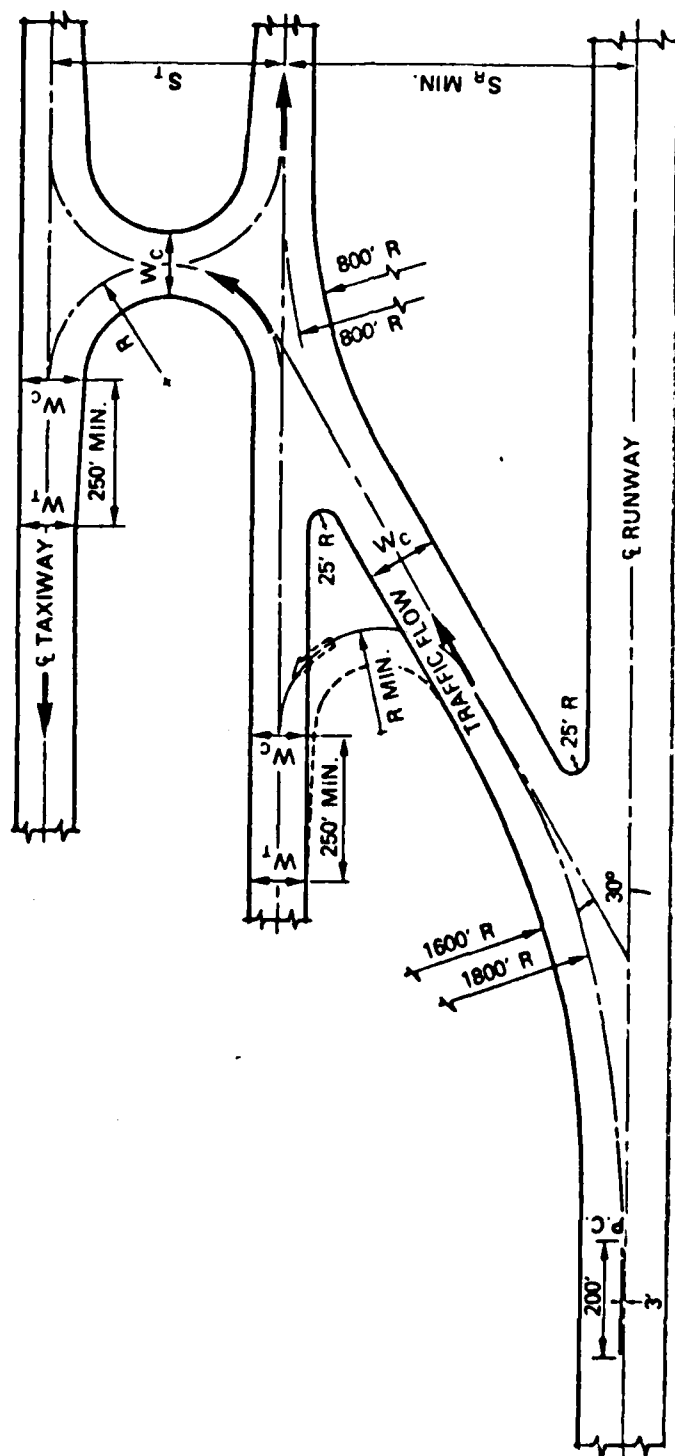 S_T
S_R MIN.
W_C
R
800' R
800' R
W_C
W_T
250' MIN.
℄ TAXIWAY
25' R
W_C
TRAFFIC FLOW
R MIN.
W_C
W_T
250' MIN.
℄ RUNWAY
25' R
30°
1600' R
1800' R
P.C.
200'
3'